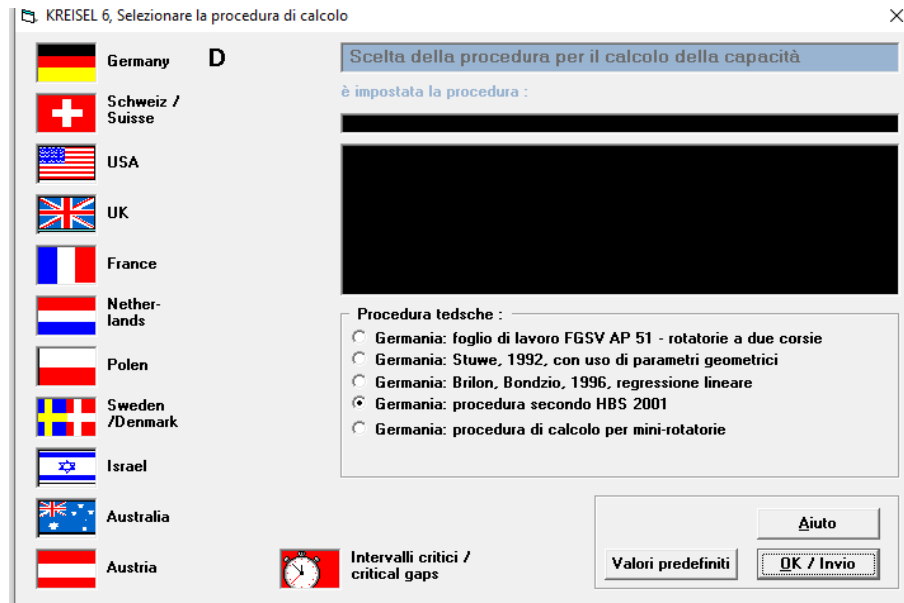 KREISEL 6, Selezionare la procedura di calcolo
Germany D
Schweiz /
Suisse
USA
UK
France
Nether-
lands
Polen
Sweden
/Denmark
Israel
Australia
Austria
Scelta della procedura per il calcolo della capacità
è impostata la procedura :
Procedura tedsche :
Germania: foglio di lavoro FGSV AP 51 - rotatorie a due corsie
Germania: Stuwe, 1992, con uso di parametri geometrici
Germania: Brilon, Bondzio, 1996, regressione lineare
Germania: procedura secondo HBS 2001
Germania: procedura di calcolo per mini-rotatorie
Intervalli critici /
critical gaps
Aiuto
Valori predefiniti
OK / Invio